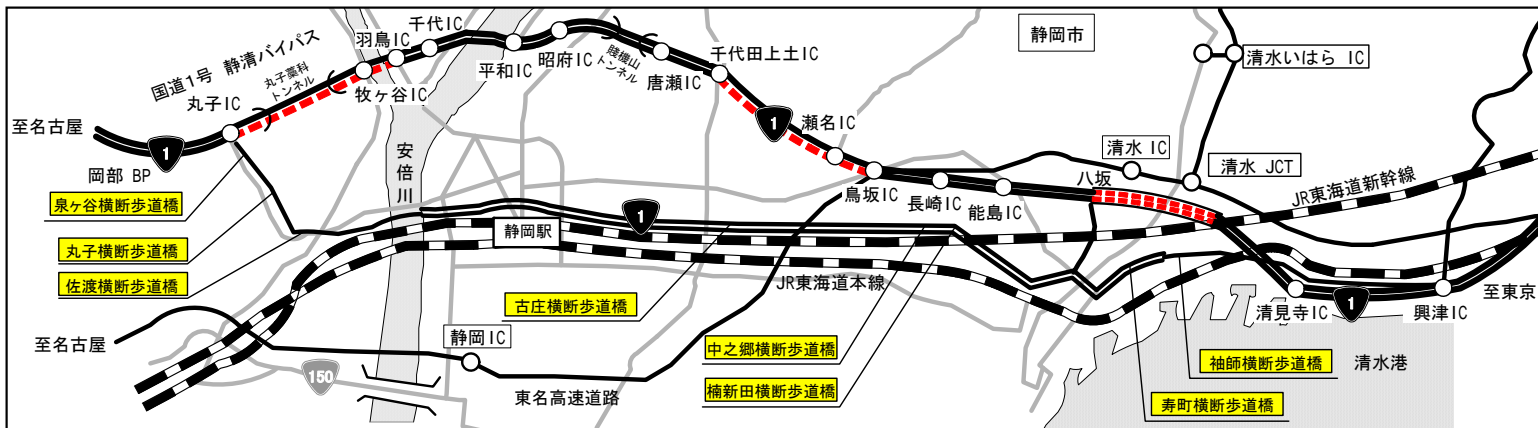 国道1号 静清バイパス
丸子藁科
トンネル
羽鳥IC
千代IC
牧ヶ谷IC
平和IC
昭府IC
賤機山
トンネル
唐瀬IC
千代田上土IC
静岡市
清水いはら IC
丸子IC
至名古屋
1
岡部 BP
安倍川
1
瀬名IC
鳥坂IC
長崎IC
能島IC
八坂
清水 IC
清水 JCT
JR東海道新幹線
泉ヶ谷横断歩道橋
丸子横断歩道橋
佐渡横断歩道橋
静岡駅
1
JR東海道本線
古庄横断歩道橋
中之郷横断歩道橋
楠新田横断歩道橋
袖師横断歩道橋
寿町横断歩道橋
清見寺IC
1
興津IC
至東京
清水港
至名古屋
150
静岡IC
東名高速道路